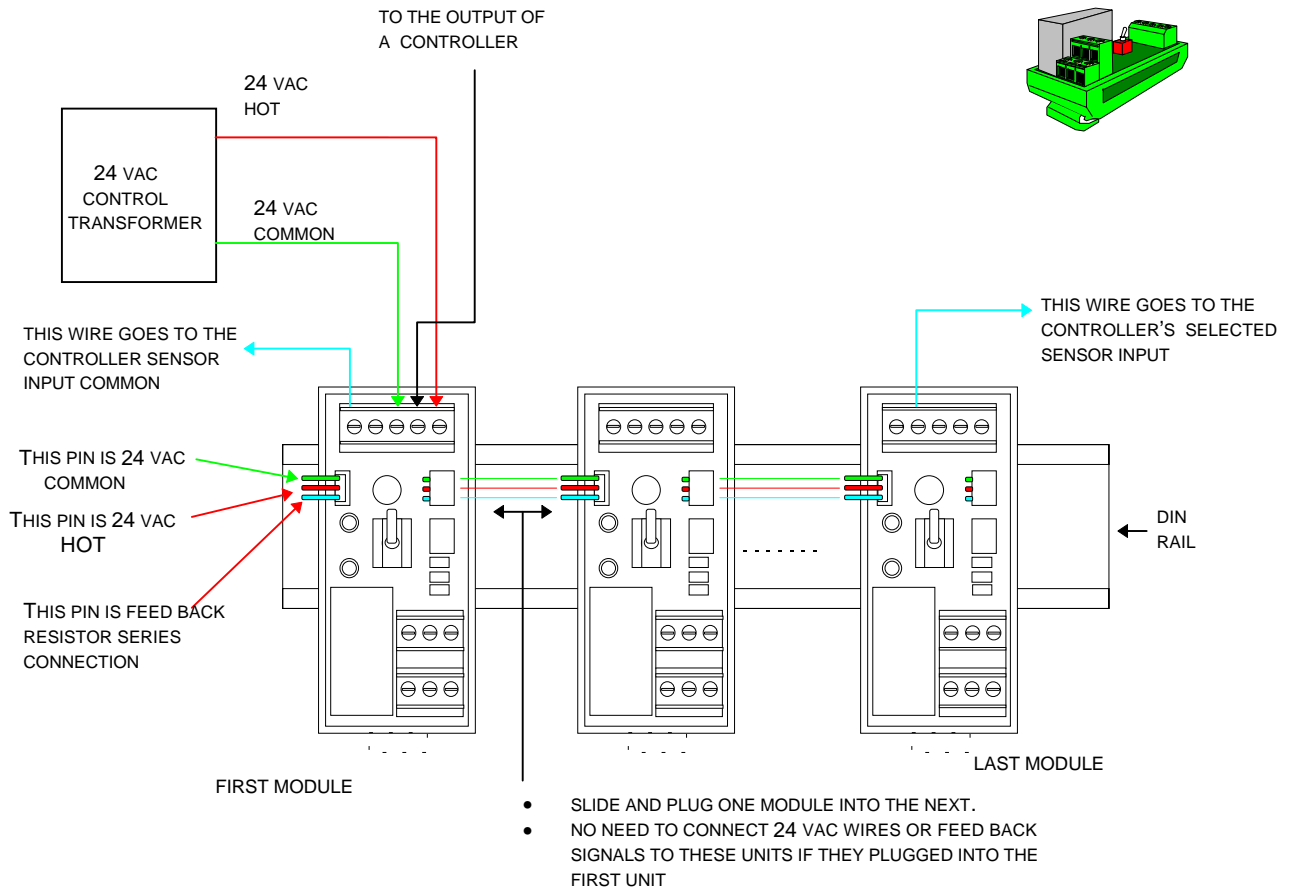 TO THE OUTPUT OF
A CONTROLLER
24 VAC
HOT
24 VAC
CONTROL
TRANSFORMER
24 VAC
COMMON
THIS WIRE GOES TO THE
CONTROLLER SENSOR
INPUT COMMON
THIS WIRE GOES TO THE
CONTROLLER'S SELECTED
SENSOR INPUT
THIS PIN IS 24 VAC
COMMON
THIS PIN IS 24 VAC
HOT
DIN
RAIL
THIS PIN IS FEED BACK
RESISTOR SERIES
CONNECTION
FIRST MODULE
LAST MODULE
• SLIDE AND PLUG ONE MODULE INTO THE NEXT.
• NO NEED TO CONNECT 24 VAC WIRES OR FEED BACK
SIGNALS TO THESE UNITS IF THEY PLUGGED INTO THE
FIRST UNIT